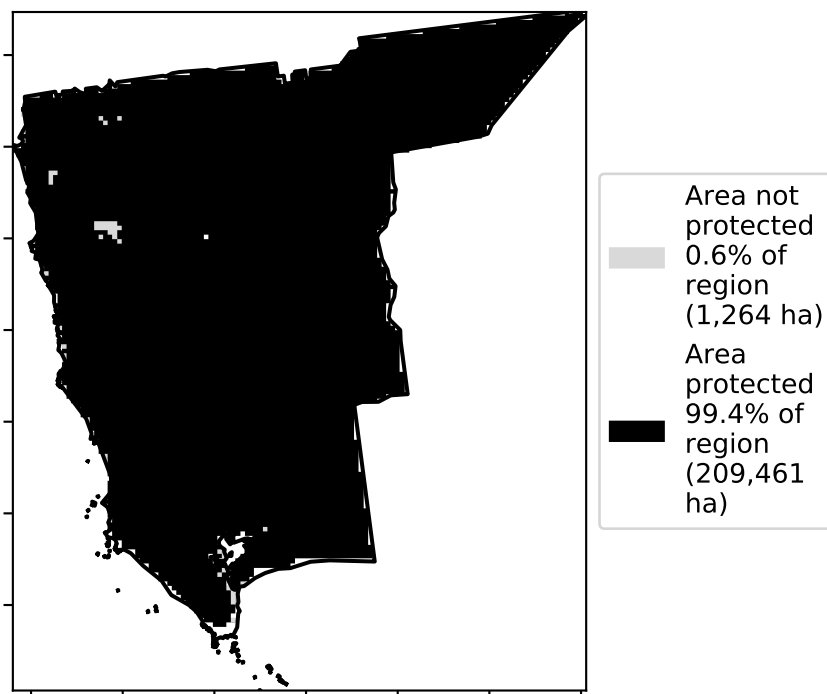 Area not
protected
0.6% of
region
(1,264 ha)
Area
protected
99.4% of
region
(209,461
ha)